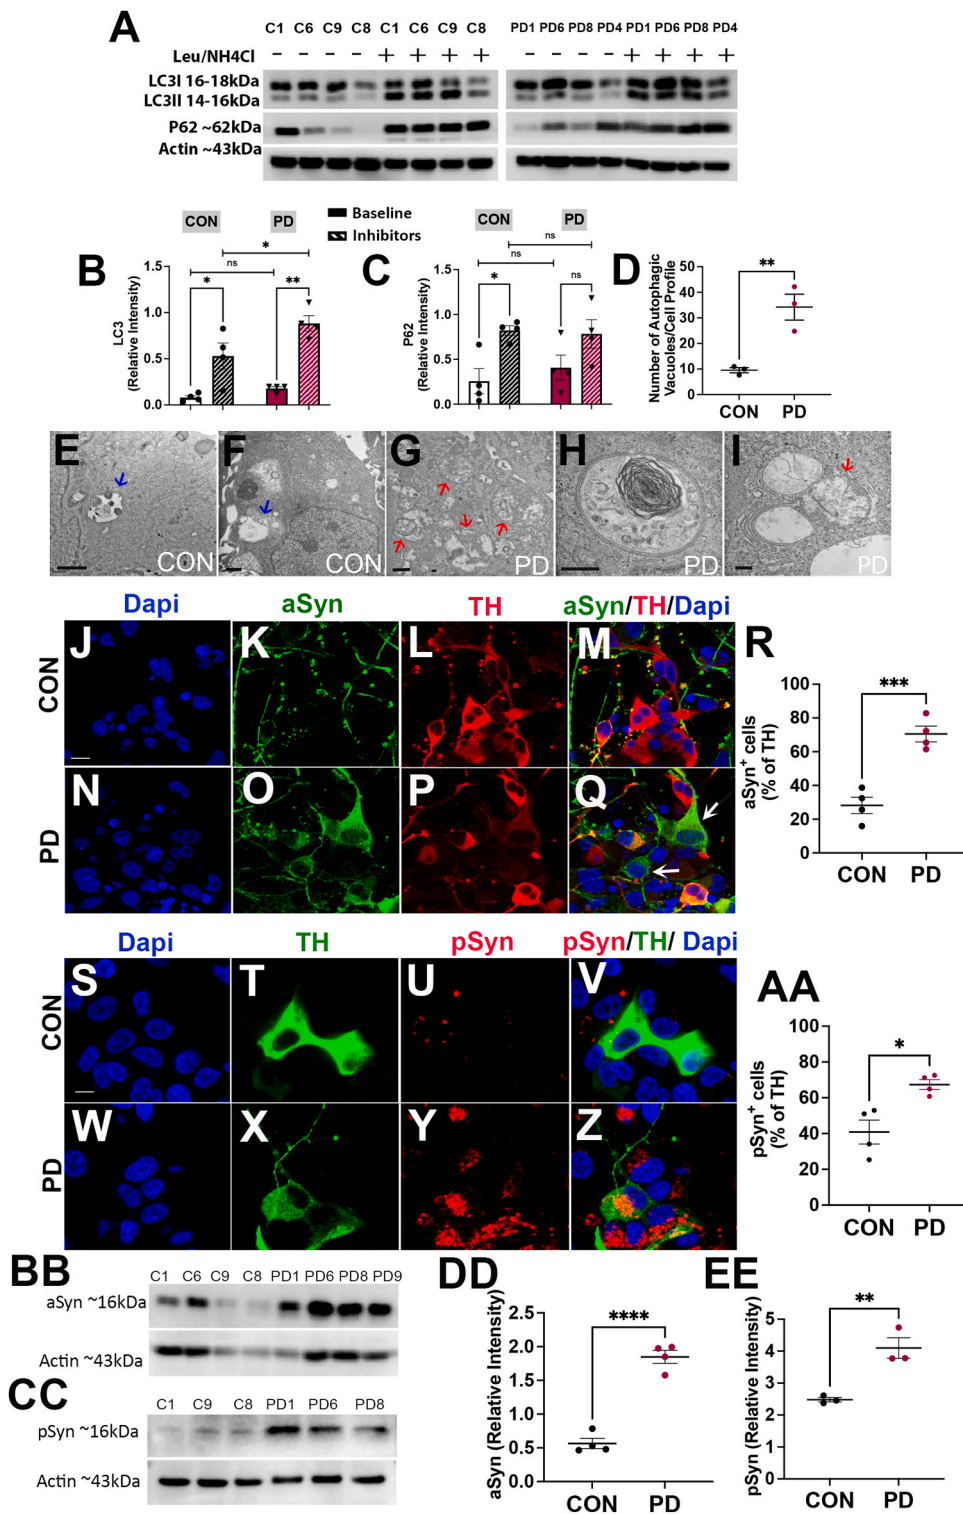 A
C1 C6 C9 C8 C1 C6 C9 C8 PD1 PD6 PD8 PD4 PD1 PD6 PD8 PD4
Leu/NH4Cl - - - - + + + + - - - - + + + +
LC3I 16-18kDa
LC3II 14-16kDa
P62 ~62kDa
Actin ~43kDa
CON PD
Baseline
Inhibitors
CON PD
B
LC3
(Relative Intensity)
1.5
1.0
0.5
0.0
ns
*
*
**
C
P62
(Relative Intensity)
1.5
1.0
0.5
0.0
ns
ns
*
ns
D
Number of Autophagic
Vacuoles/Cell Profile
50
40
30
20
10
0
**
CON PD
E F G H I
CON CON PD PD PD
Dapi aSyn TH aSyn/TH/Dapi
CON
J K L M
PD
N O P Q
R
aSyn+ cells
(% of TH)
100
80
60
40
20
0
***
CON PD
Dapi TH pSyn pSyn/TH/ Dapi
CON
S T U V
PD
W X Y Z
AA
pSyn+ cells
(% of TH)
100
80
60
40
20
0
*
CON PD
BB
C1 C6 C9 C8 PD1 PD6 PD8 PD9
aSyn ~16kDa
Actin ~43kDa
CC
C1 C9 C8 PD1 PD6 PD8
pSyn ~16kDa
Actin ~43kDa
DD
aSyn (Relative Intensity)
2.5
2.0
1.5
1.0
0.5
0.0
****
CON PD
EE
pSyn (Relative Intensity)
5
4
3
2
1
0
**
CON PD